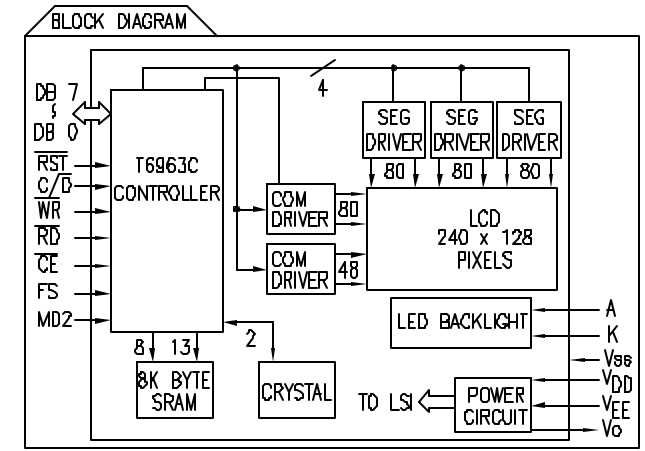 BLOCK DIAGRAM
4
DB 7
DB 0
RST
C/D
WR
RD
CE
FS
MD2
T6963C
CONTROLLER
SEG
DRIVER
SEG
DRIVER
SEG
DRIVER
80
80
80
COM
DRIVER
80
COM
DRIVER
48
LCD
240 x 128
PIXELS
LED BACKLIGHT
A
K
Vss
VDD
VEE
Vo
8
13
2
8K BYTE
SRAM
CRYSTAL
TO LSI
POWER
CIRCUIT